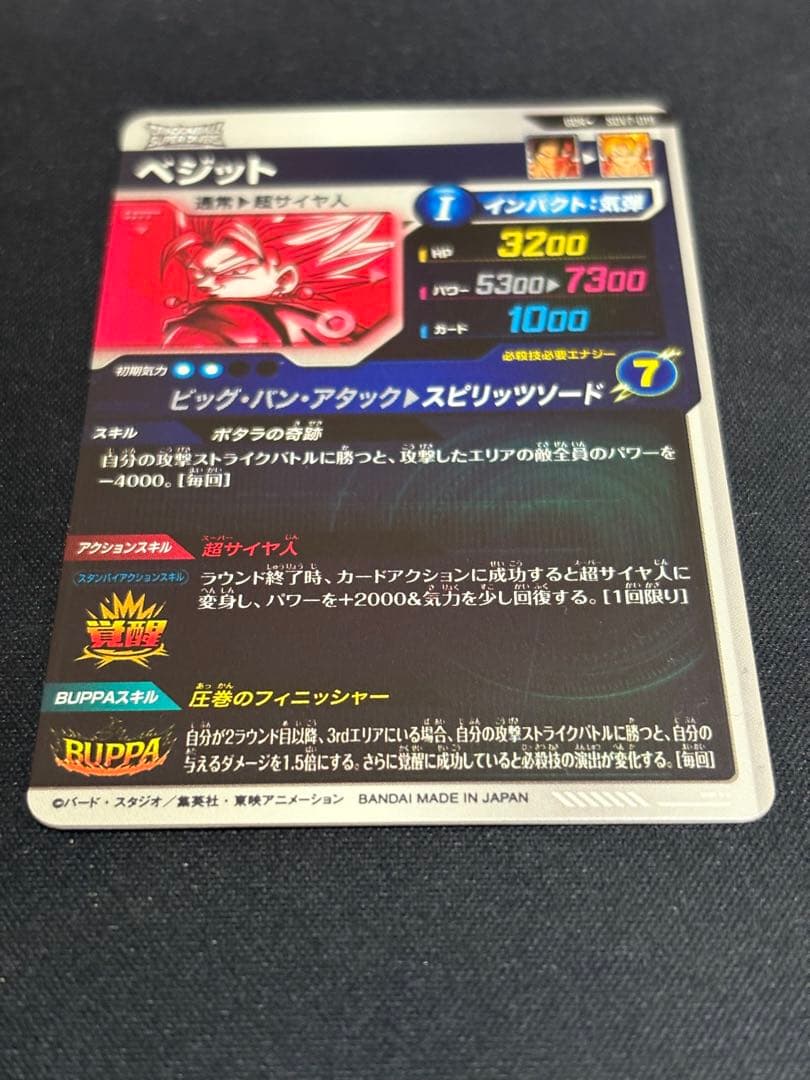 DRAGONBALL
SUPER DIVERS
ベジット
通常▶超サイヤ人
I インパクト:気弾
HP 3200
パワー 5300▶7300
ガード 1000
初期気力
必殺技必要エナジー 7
ビッグ・バン・アタック▶スピリッツソード
スキル ポタラの奇跡
自分の攻撃ストライクバトルに勝つと、攻撃したエリアの敵全員のパワーを
-4000。[毎回]
アクションスキル 超サイヤ人
スタンバイアクションスキル
覚醒
ラウンド終了時、カードアクションに成功すると超サイヤ人に
変身し、パワーを+2000&気力を少し回復する。[1回限り]
BUPPAスキル 圧巻のフィニッシャー
BUPPA
自分が2ラウンド目以降、3rdエリアにいる場合、自分の攻撃ストライクバトルに勝つと、自分の
与えるダメージを1.5倍にする。さらに覚醒に成功していると必殺技の演出が変化する。[毎回]
©バード・スタジオ/集英社・東映アニメーション BANDAI MADE IN JAPAN